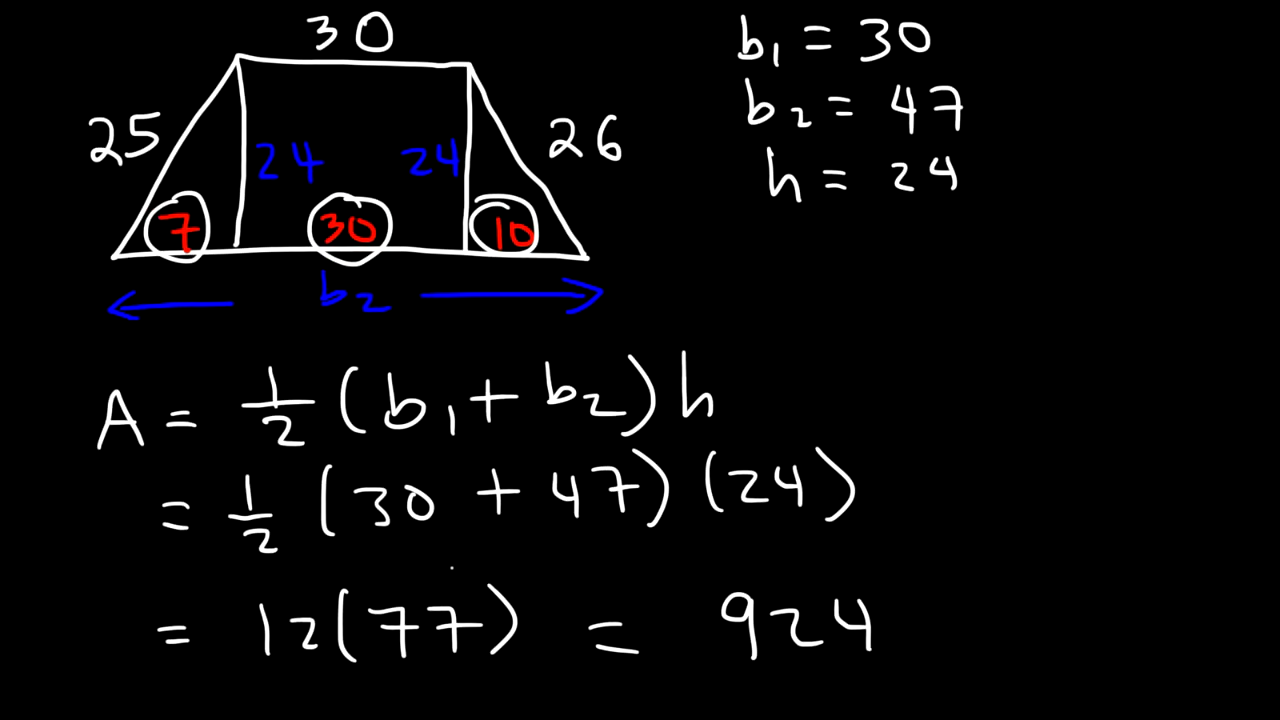 30
b₁ = 30
25 24 24 26
b₂ = 47
h = 24
7 30 10
b₂
A = 1/2 (b₁ + b₂) h
= 1/2 (30 + 47) (24)
= 12(77) = 924